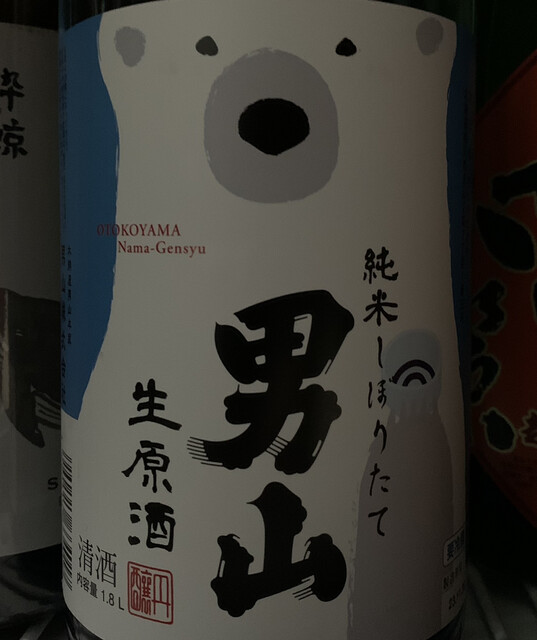 OTOKOYAMA
Nama-Gensyu
純米しぼりたて
男山
生原酒
清酒
内容量 1.8 L